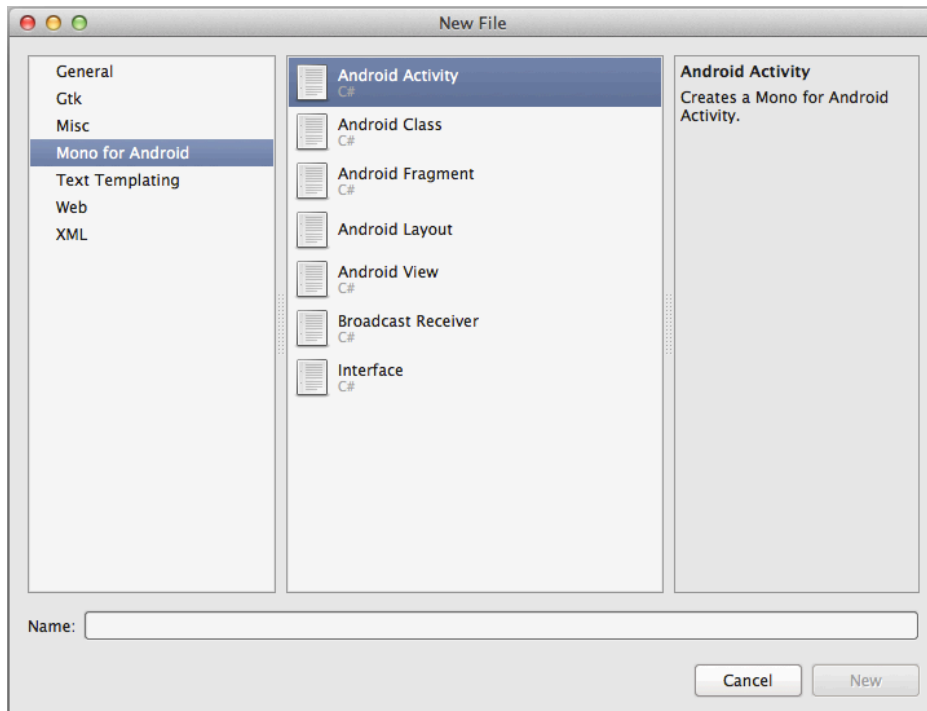 New File
General
Gtk
Misc
Mono for Android
Text Templating
Web
XML
Android Activity
C#
Android Class
C#
Android Fragment
C#
Android Layout
Android View
C#
Broadcast Receiver
C#
Interface
C#
Android Activity
Creates a Mono for Android
Activity.
Name:
Cancel
New